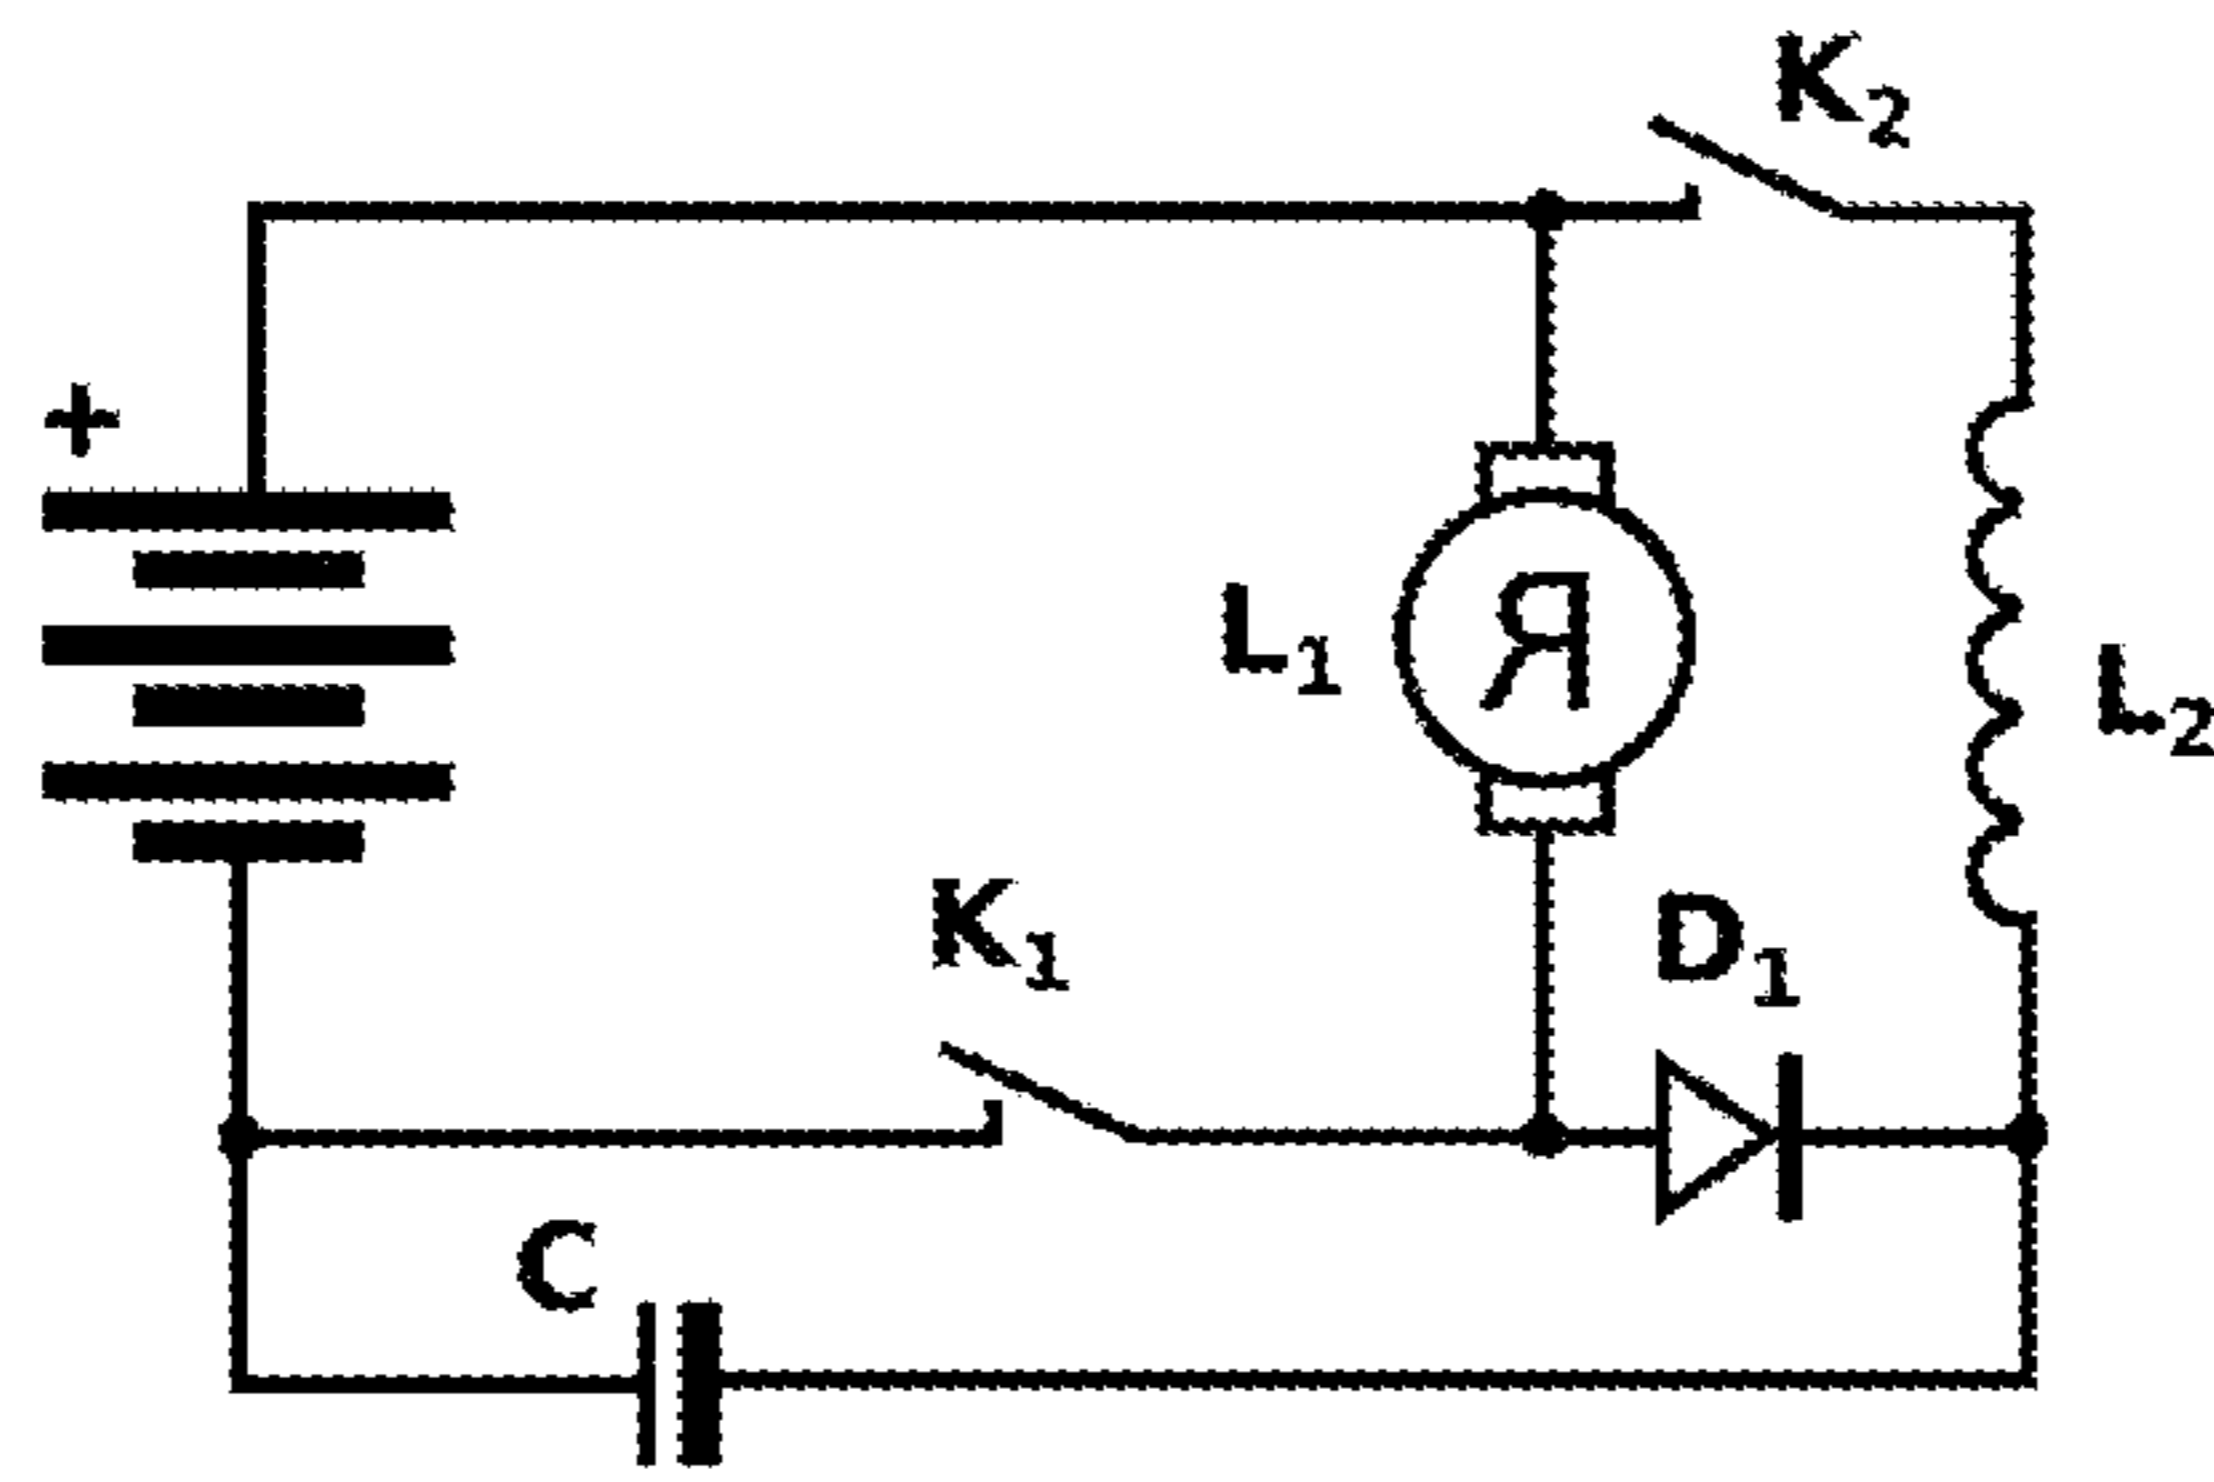 K₂
+
L₁
Я
L₂
K₁
D₁
C